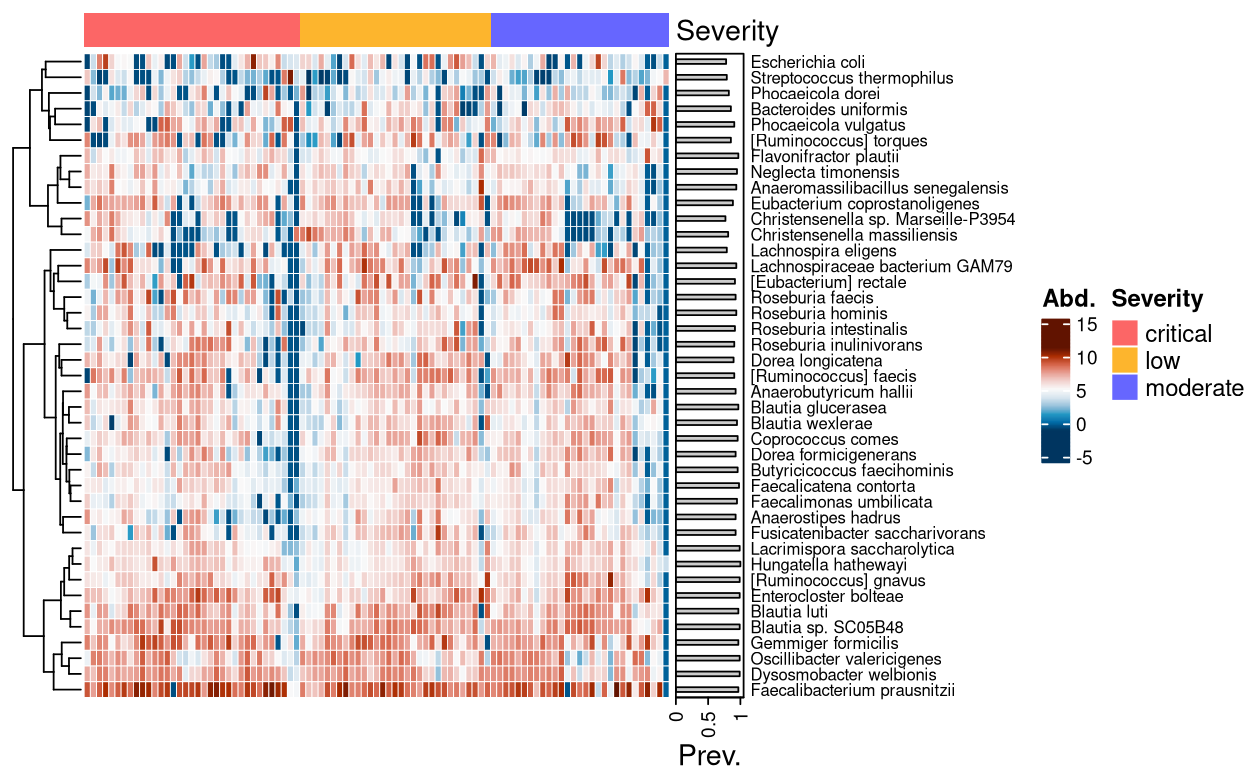 Severity
Escherichia coli
Streptococcus thermophilus
Phocaeicola dorei
Bacteroides uniformis
Phocaeicola vulgatus
[Ruminococcus] torques
Flavonifractor plautii
Neglecta timonensis
Anaeromassilibacillus senegalensis
Eubacterium coprostanoligenes
Christensenella sp. Marseille-P3954
Christensenella massiliensis
Lachnospira eligens
Lachnospiraceae bacterium GAM79
[Eubacterium] rectale
Roseburia faecis
Roseburia hominis
Roseburia intestinalis
Roseburia inulinivorans
Dorea longicatena
[Ruminococcus] faecis
Anaerobutyricum hallii
Blautia glucerasea
Blautia wexlerae
Coprococcus comes
Dorea formicigenerans
Butyricicoccus faecihominis
Faecalicatena contorta
Faecalimonas umbilicata
Anaerostipes hadrus
Fusicatenibacter saccharivorans
Lacrimispora saccharolytica
Hungatella hathewayi
[Ruminococcus] gnavus
Enterocloster bolteae
Blautia luti
Blautia sp. SC05B48
Gemmiger formicilis
Oscillibacter valericigenes
Dysosmobacter welbionis
Faecalibacterium prausnitzii
0 0.5 1
Prev.
Abd.
15
10
5
0
-5
Severity
critical
low
moderate